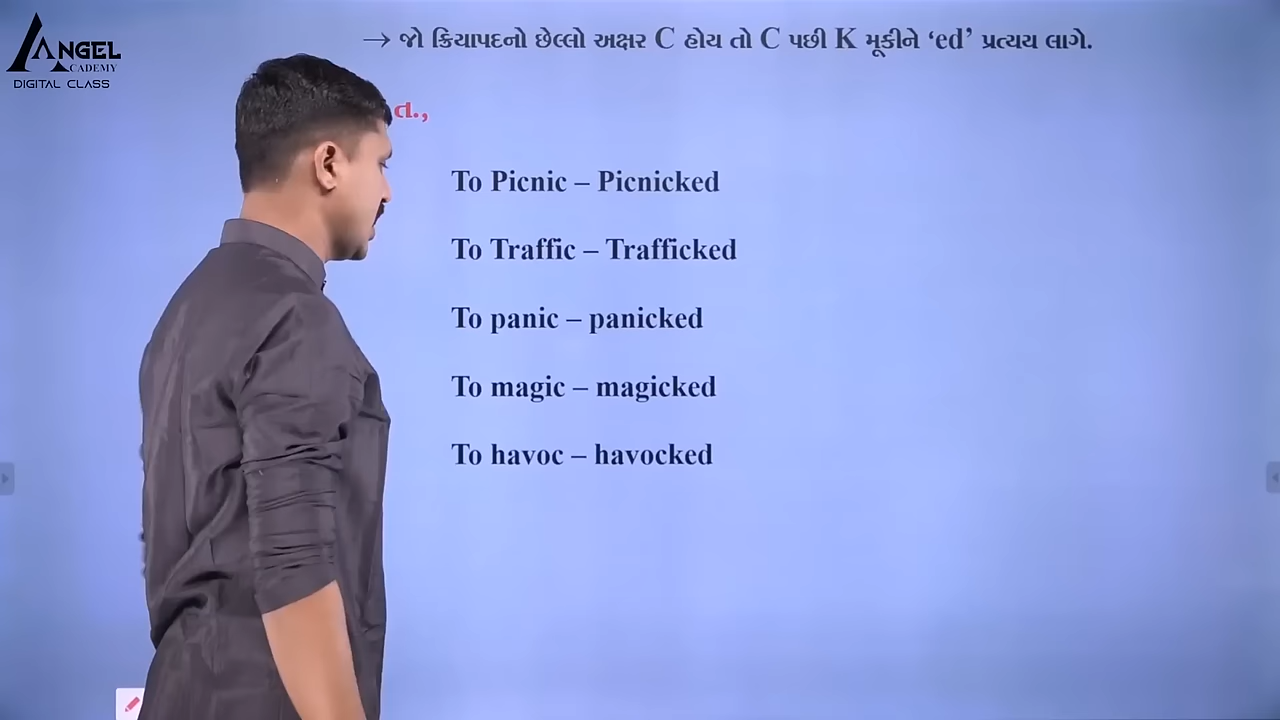 ANGEL
ACADEMY
DIGITAL CLASS
→ જો ક્રિયાપદનો છેલ્લો અક્ષર C હોય તો C પછી K મૂકીને ‘ed’ પ્રત્યય લાગે.
ત.,
To Picnic – Picnicked
To Traffic – Trafficked
To panic – panicked
To magic – magicked
To havoc – havocked